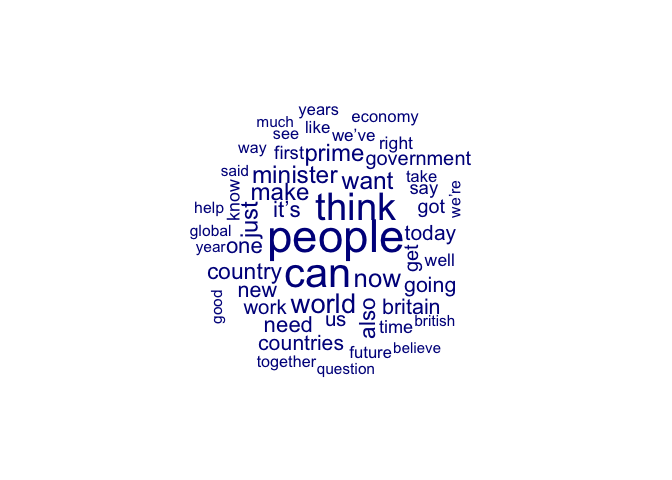 years
much
economy
see
like
we've
way
first
prime
right
government
said
minister
want
take
know
make
say
we're
help
just
it's
think
got
global
year
one
people
today
get
well
country
can
now
going
good
new
work
world
us
also
britain
need
time
british
countries
future
believe
together
question